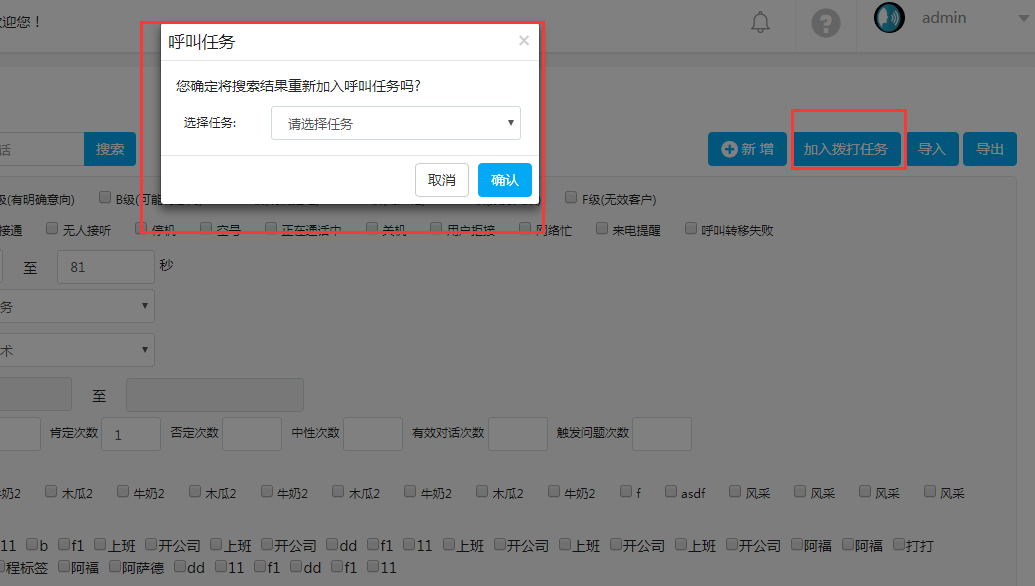 迎您！ admin
呼叫任务 ×
您确定将搜索结果重新加入呼叫任务吗?
选择任务: 请选择任务
取消 确认
话 搜索 新 增 加入拨打任务 导入 导出
级(有明确意向) B级(可能 F级(无效客户)
接通 无人接听 停机 空号 正在通话中 关机 用户拒接 网络忙 来电提醒 呼叫转移失败
至 81 秒
务
术
至
肯定次数 1 否定次数 中性次数 有效对话次数 触发问题次数
牛奶2 木瓜2 牛奶2 木瓜2 牛奶2 木瓜2 牛奶2 木瓜2 牛奶2 f asdf 风采 风采 风采 风采
11 b f1 上班 开公司 上班 开公司 dd f1 11 上班 开公司 上班 开公司 上班 开公司 阿福 阿福 打打
程标签 阿福 阿萨德 dd 11 f1 dd f1 11